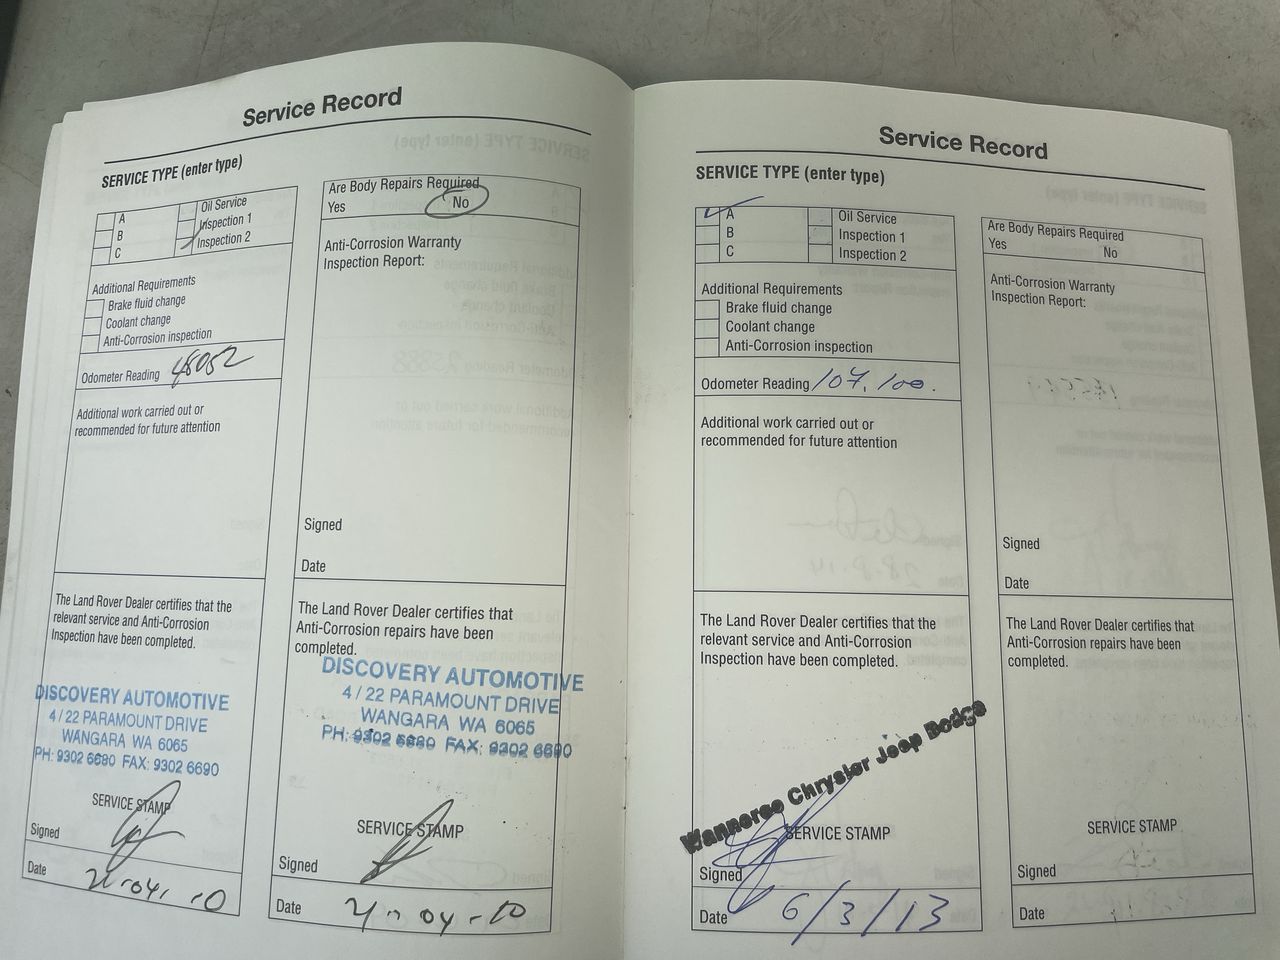 Service Record
SERVICE TYPE (enter type)
A
B
C
Oil Service
Inspection 1
Inspection 2
Additional Requirements
Brake fluid change
Coolant change
Anti-Corrosion inspection
Odometer Reading 48052
Additional work carried out or
recommended for future attention
The Land Rover Dealer certifies that the
relevant service and Anti-Corrosion
Inspection have been completed.
DISCOVERY AUTOMOTIVE
4/22 PARAMOUNT DRIVE
WANGARA WA 6065
PH: 9302 6680 FAX: 9302 6690
SERVICE STAMP
Signed
Date
Are Body Repairs Required
Yes No
Anti-Corrosion Warranty
Inspection Report:
Signed
Date
The Land Rover Dealer certifies that
Anti-Corrosion repairs have been
completed.
DISCOVERY AUTOMOTIVE
4/22 PARAMOUNT DRIVE
WANGARA WA 6065
PH: 9302 6680 FAX: 9302 6690
SERVICE STAMP
Signed
Date
Service Record
SERVICE TYPE (enter type)
A
B
C
Oil Service
Inspection 1
Inspection 2
Additional Requirements
Brake fluid change
Coolant change
Anti-Corrosion inspection
Odometer Reading 107,100.
Additional work carried out or
recommended for future attention
The Land Rover Dealer certifies that the
relevant service and Anti-Corrosion
Inspection have been completed.
Wanneroo Chrysler Jeep Dodge
SERVICE STAMP
Signed
Date 6/3/13
Are Body Repairs Required
Yes No
Anti-Corrosion Warranty
Inspection Report:
Signed
Date
The Land Rover Dealer certifies that
Anti-Corrosion repairs have been
completed.
SERVICE STAMP
Signed
Date